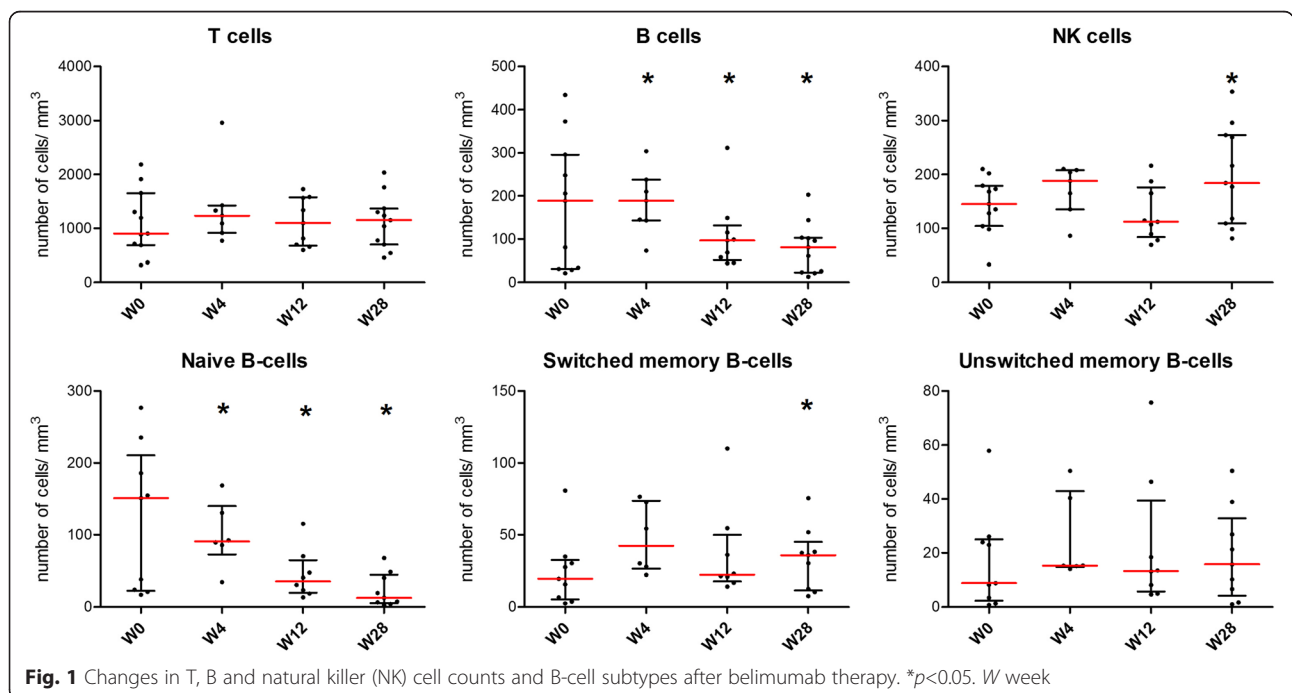 T cells
number of cells/ mm³
4000
3000
2000
1000
0
W0 W4 W12 W28
B cells
number of cells/ mm³
500
400
300
200
100
0
* * *
W0 W4 W12 W28
NK cells
number of cells/ mm³
400
300
200
100
0
*
W0 W4 W12 W28
Naive B-cells
number of cells/ mm³
300
200
100
0
* * *
W0 W4 W12 W28
Switched memory B-cells
number of cells/ mm³
150
100
50
0
*
W0 W4 W12 W28
Unswitched memory B-cells
number of cells/ mm³
80
60
40
20
0
W0 W4 W12 W28
Fig. 1 Changes in T, B and natural killer (NK) cell counts and B-cell subtypes after belimumab therapy. *p<0.05. W week